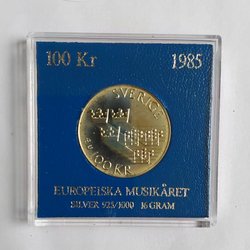 100 Kr 1985
SVERIGE
100 KR
EUROPEISKA MUSIKÅRET
SILVER 925/1000 16 GRAM